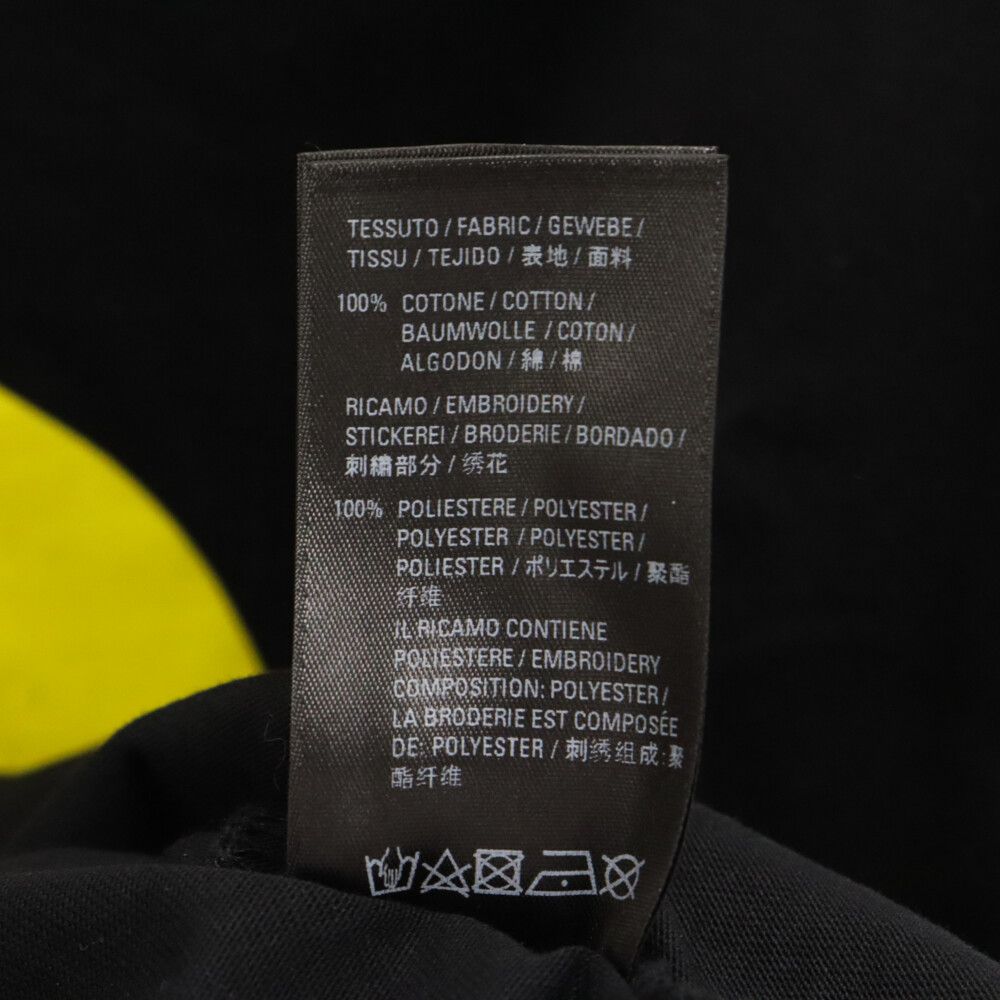 TESSUTO / FABRIC / GEWEBE /
TISSU / TEJIDO / 表地 / 面料
100% COTONE / COTTON /
BAUMWOLLE / COTON /
ALGODON / 綿 / 棉
RICAMO / EMBROIDERY /
STICKEREI / BRODERIE / BORDADO /
刺繍部分 / 绣花
100% POLIESTERE / POLYESTER /
POLYESTER / POLYESTER /
POLIESTER / ポリエステル / 聚酯
纤维
IL RICAMO CONTIENE
POLIESTERE / EMBROIDERY
COMPOSITION: POLYESTER /
LA BRODERIE EST COMPOSÉE
DE: POLYESTER / 刺绣组成: 聚
酯纤维